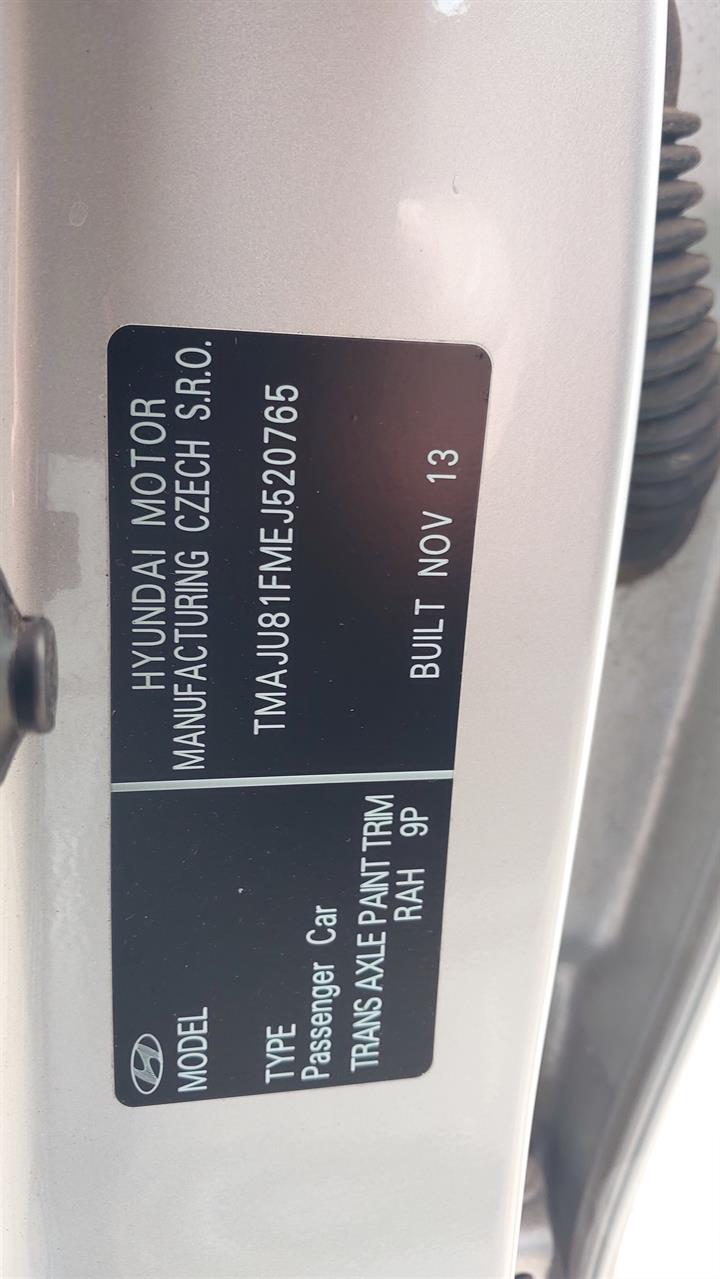 MODEL
TYPE
Passenger Car
TRANS AXLE PAINT TRIM
RAH 9P
HYUNDAI MOTOR
MANUFACTURING CZECH S.R.O.
TMAJU81FMEJ520765
BUILT NOV 13